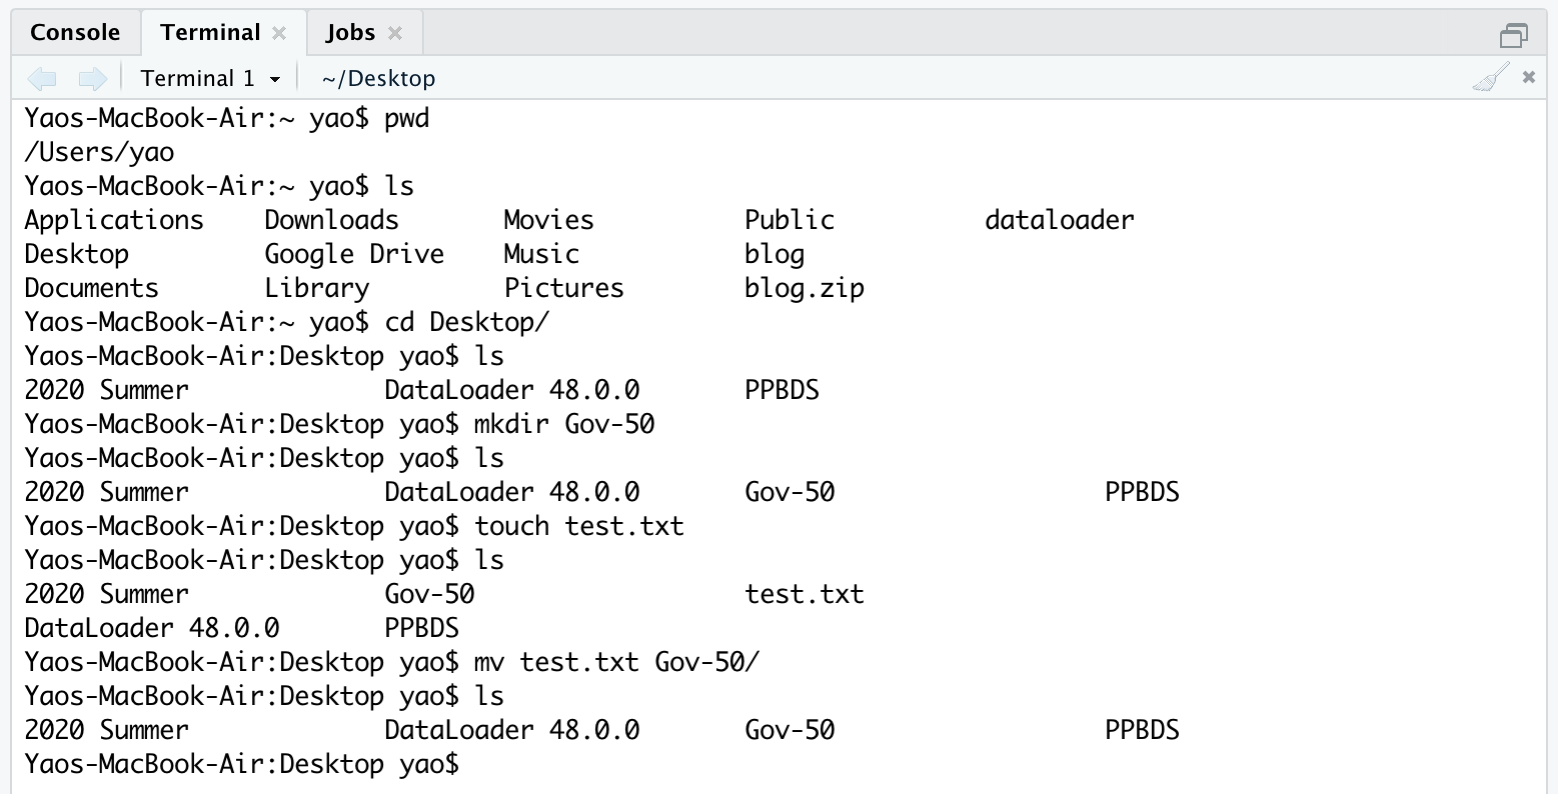 Console Terminal Jobs
Terminal 1 ~/Desktop
Yaos-MacBook-Air:~ yao$ pwd
/Users/yao
Yaos-MacBook-Air:~ yao$ ls
Applications Downloads Movies Public dataloader
Desktop Google Drive Music blog
Documents Library Pictures blog.zip
Yaos-MacBook-Air:~ yao$ cd Desktop/
Yaos-MacBook-Air:Desktop yao$ ls
2020 Summer DataLoader 48.0.0 PPBDS
Yaos-MacBook-Air:Desktop yao$ mkdir Gov-50
Yaos-MacBook-Air:Desktop yao$ ls
2020 Summer DataLoader 48.0.0 Gov-50 PPBDS
Yaos-MacBook-Air:Desktop yao$ touch test.txt
Yaos-MacBook-Air:Desktop yao$ ls
2020 Summer Gov-50 test.txt
DataLoader 48.0.0 PPBDS
Yaos-MacBook-Air:Desktop yao$ mv test.txt Gov-50/
Yaos-MacBook-Air:Desktop yao$ ls
2020 Summer DataLoader 48.0.0 Gov-50 PPBDS
Yaos-MacBook-Air:Desktop yao$